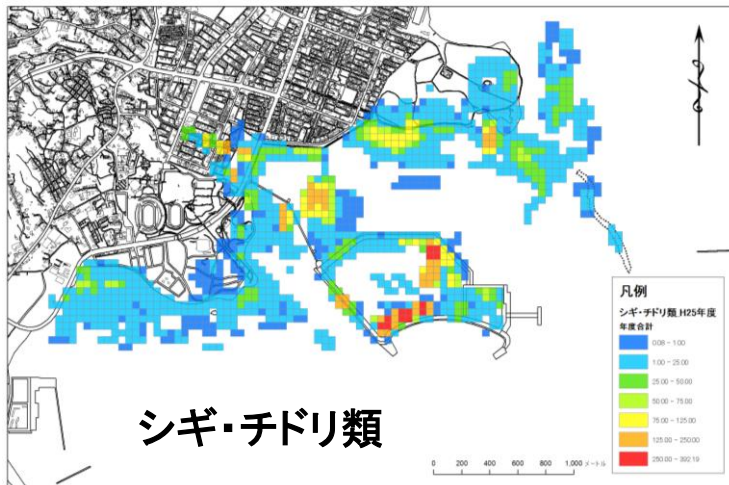 凡例
シギ・チドリ類_H25年度
年度合計
0.08 - 1.00
1.00 - 25.00
25.00 - 50.00
50.00 - 75.00
75.00 - 125.00
125.00 - 250.00
250.00 - 392.19
シギ・チドリ類
0 200 400 600 800 1,000 メートル